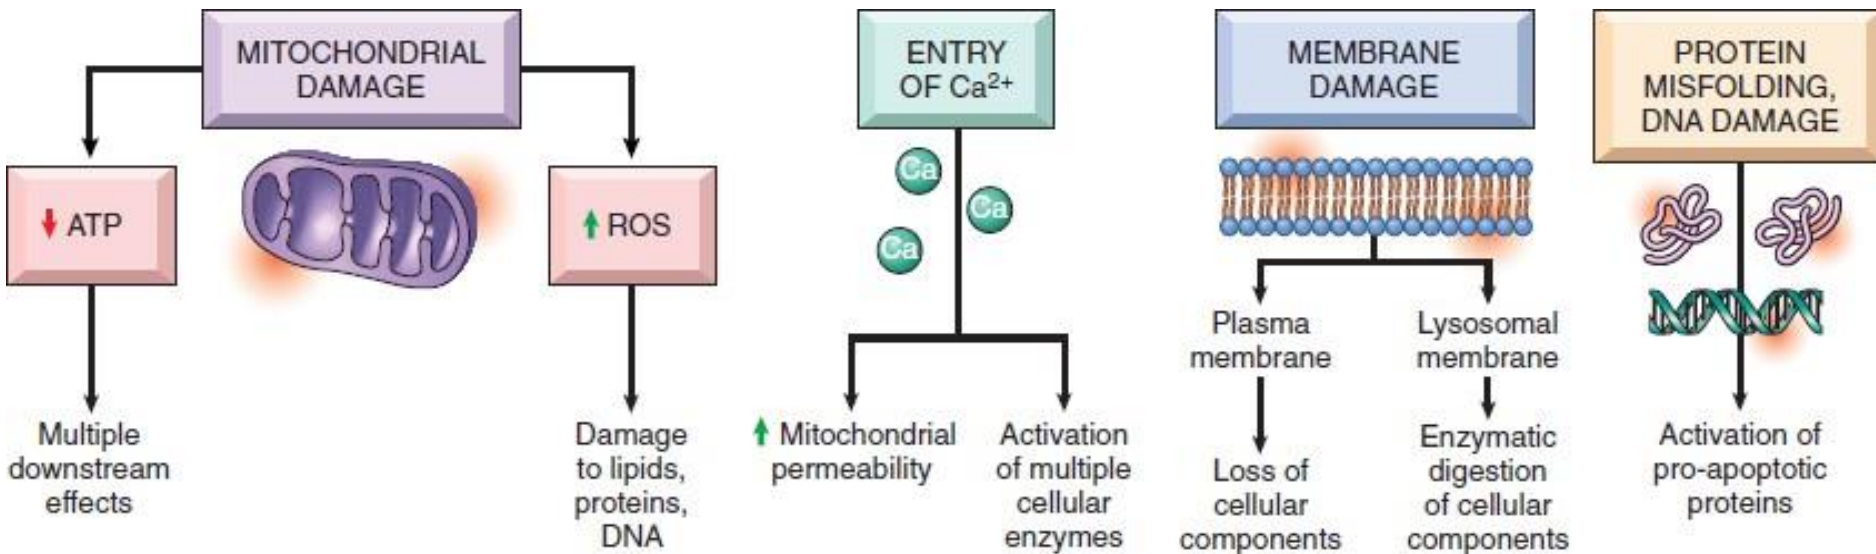 MITOCHONDRIAL
DAMAGE
↓ ATP
↑ ROS
Multiple
downstream
effects
Damage
to lipids,
proteins,
DNA
ENTRY
OF Ca²⁺
Ca
Ca
Ca
↑ Mitochondrial
permeability
Activation
of multiple
cellular
enzymes
MEMBRANE
DAMAGE
Plasma
membrane
Loss of
cellular
components
Lysosomal
membrane
Enzymatic
digestion
of cellular
components
PROTEIN
MISFOLDING,
DNA DAMAGE
Activation of
pro-apoptotic
proteins